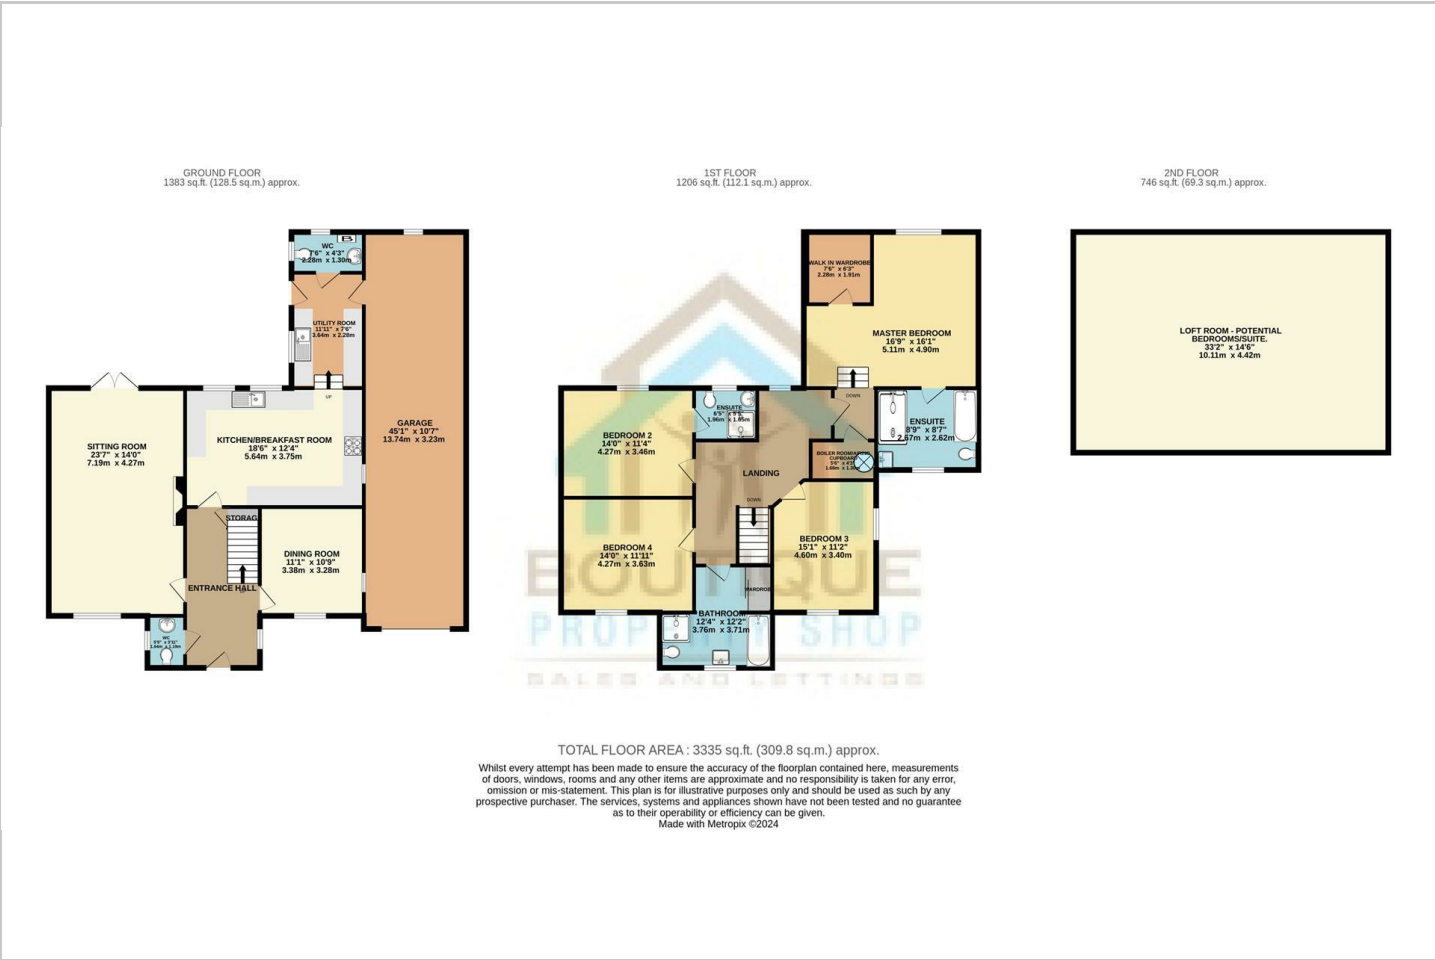 GROUND FLOOR
1383 sq.ft. (128.5 sq.m.) approx.
1ST FLOOR
1206 sq.ft. (112.1 sq.m.) approx.
2ND FLOOR
746 sq.ft. (69.3 sq.m.) approx.
WC
7'6" x 4'3"
2.28m x 1.30m
B
UTILITY ROOM
11'11" x 7'6"
3.64m x 2.28m
UP
SITTING ROOM
23'7" x 14'0"
7.19m x 4.27m
KITCHEN/BREAKFAST ROOM
18'6" x 12'4"
5.64m x 3.75m
GARAGE
45'1" x 10'7"
13.74m x 3.23m
STORAG
DINING ROOM
11'1" x 10'9"
3.38m x 3.28m
ENTRANCE HALL
WC
WALK IN WARDROBE
7'6" x 6'3"
2.28m x 1.91m
MASTER BEDROOM
16'9" x 16'1"
5.11m x 4.90m
DOWN
ENSUITE
8'9" x 8'7"
2.67m x 2.62m
ENSUITE
BEDROOM 2
14'0" x 11'4"
4.27m x 3.46m
LANDING
DOWN
CUPBOARD
BEDROOM 4
14'0" x 11'11"
4.27m x 3.63m
BEDROOM 3
15'1" x 11'2"
4.60m x 3.40m
WARDROB
BATHROOM
12'4" x 12'2"
3.76m x 3.71m
LOFT ROOM - POTENTIAL
BEDROOMS/SUITE.
33'2" x 14'6"
10.11m x 4.42m
BOUTIQUE
PROPERTY SHOP
SALES AND LETTINGS
TOTAL FLOOR AREA : 3335 sq.ft. (309.8 sq.m.) approx.
Whilst every attempt has been made to ensure the accuracy of the floorplan contained here, measurements
of doors, windows, rooms and any other items are approximate and no responsibility is taken for any error,
omission or mis-statement. This plan is for illustrative purposes only and should be used as such by any
prospective purchaser. The services, systems and appliances shown have not been tested and no guarantee
as to their operability or efficiency can be given.
Made with Metropix ©2024